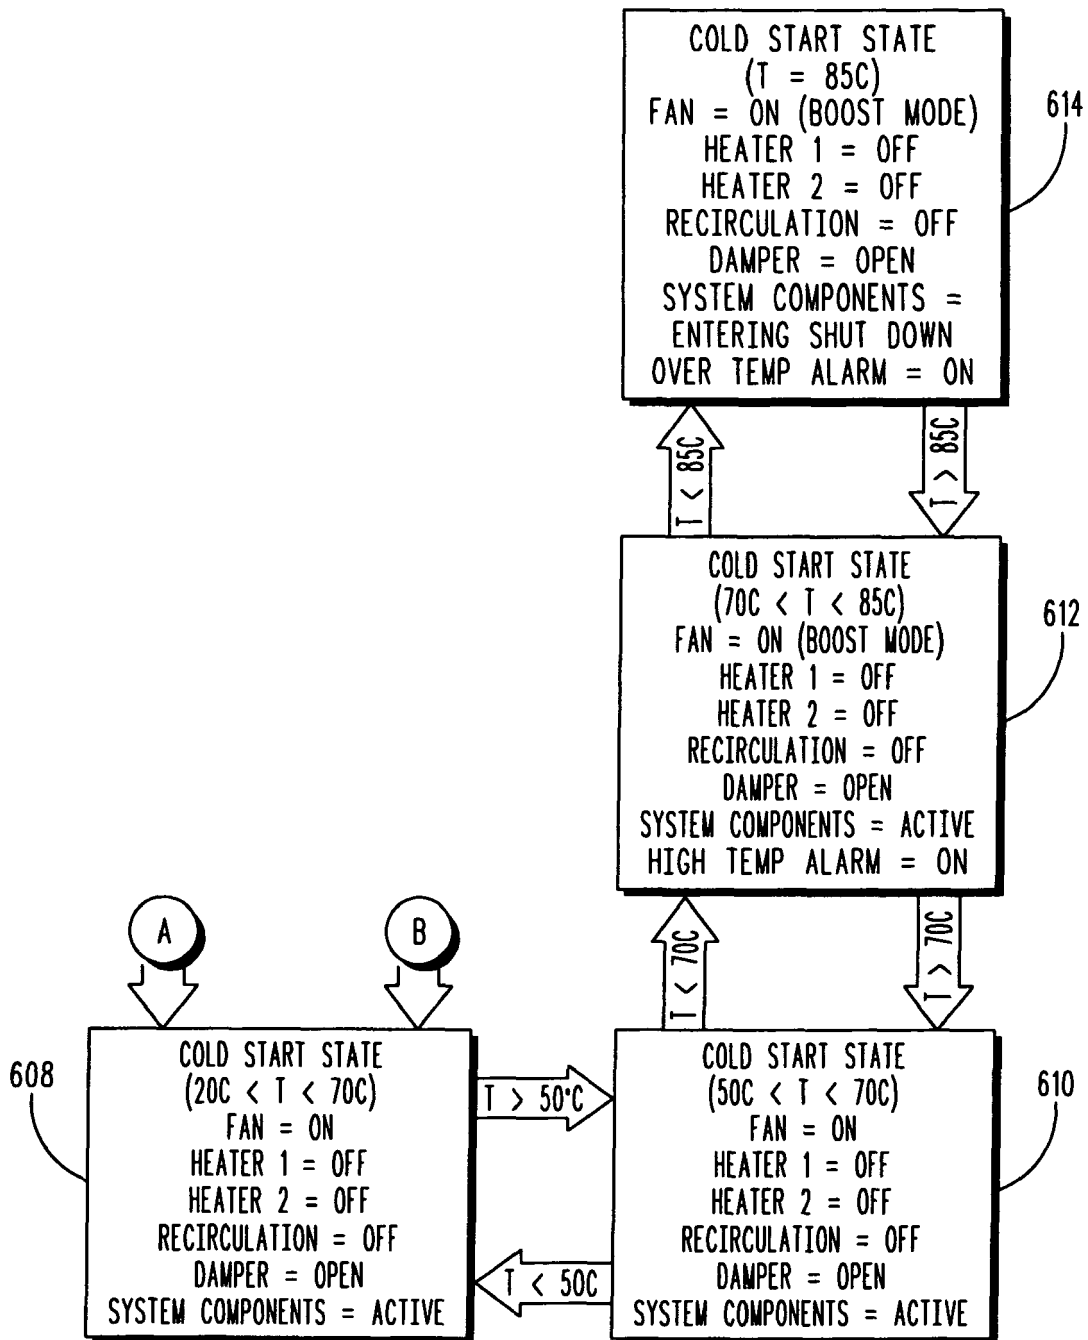 COLD START STATE
(T = 85C)
FAN = ON (BOOST MODE)
HEATER 1 = OFF
HEATER 2 = OFF
RECIRCULATION = OFF
DAMPER = OPEN
SYSTEM COMPONENTS =
ENTERING SHUT DOWN
OVER TEMP ALARM = ON
614
T < 85C
T > 85C
COLD START STATE
(70C < T < 85C)
FAN = ON (BOOST MODE)
HEATER 1 = OFF
HEATER 2 = OFF
RECIRCULATION = OFF
DAMPER = OPEN
SYSTEM COMPONENTS = ACTIVE
HIGH TEMP ALARM = ON
612
A
B
T < 70C
T > 70C
608
COLD START STATE
(20C < T < 70C)
FAN = ON
HEATER 1 = OFF
HEATER 2 = OFF
RECIRCULATION = OFF
DAMPER = OPEN
SYSTEM COMPONENTS = ACTIVE
T > 50°C
T < 50C
COLD START STATE
(50C < T < 70C)
FAN = ON
HEATER 1 = OFF
HEATER 2 = OFF
RECIRCULATION = OFF
DAMPER = OPEN
SYSTEM COMPONENTS = ACTIVE
610